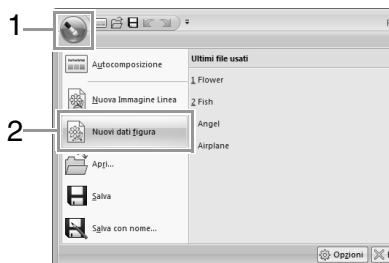 1
Autocomposizione
Ultimi file usati
1 Flower
Nuova Immagine Linea
2 Fish
2
Nuovi dati figura
Angel
Airplane
Apri...
Salva
Salva con nome...
Opzioni